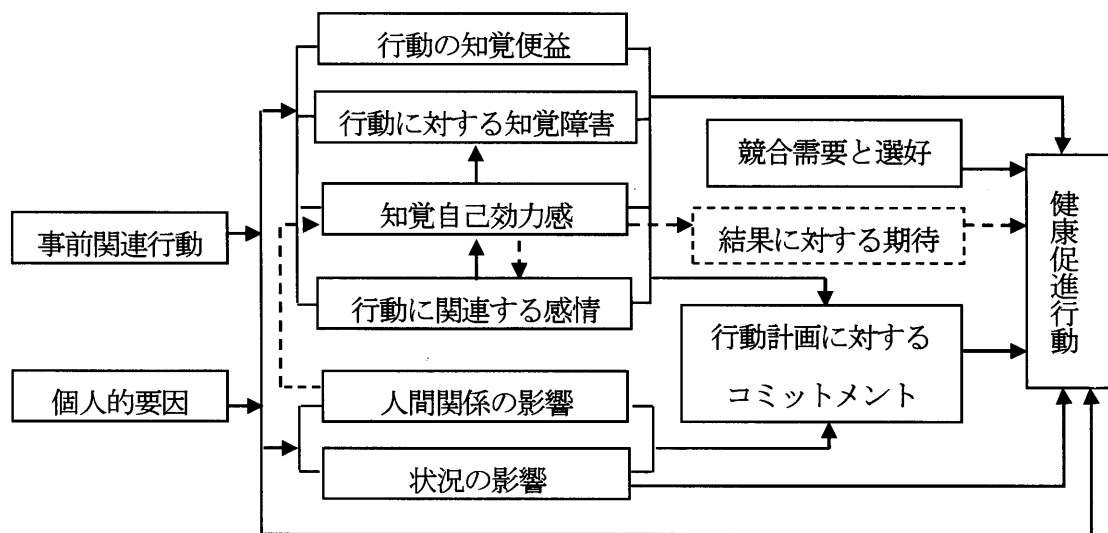 行動の知覚便益
行動に対する知覚障害
競合需要と選好
知覚自己効力感
事前関連行動
結果に対する期待
健康促進行動
行動に関連する感情
行動計画に対する
コミットメント
個人的要因
人間関係の影響
状況の影響